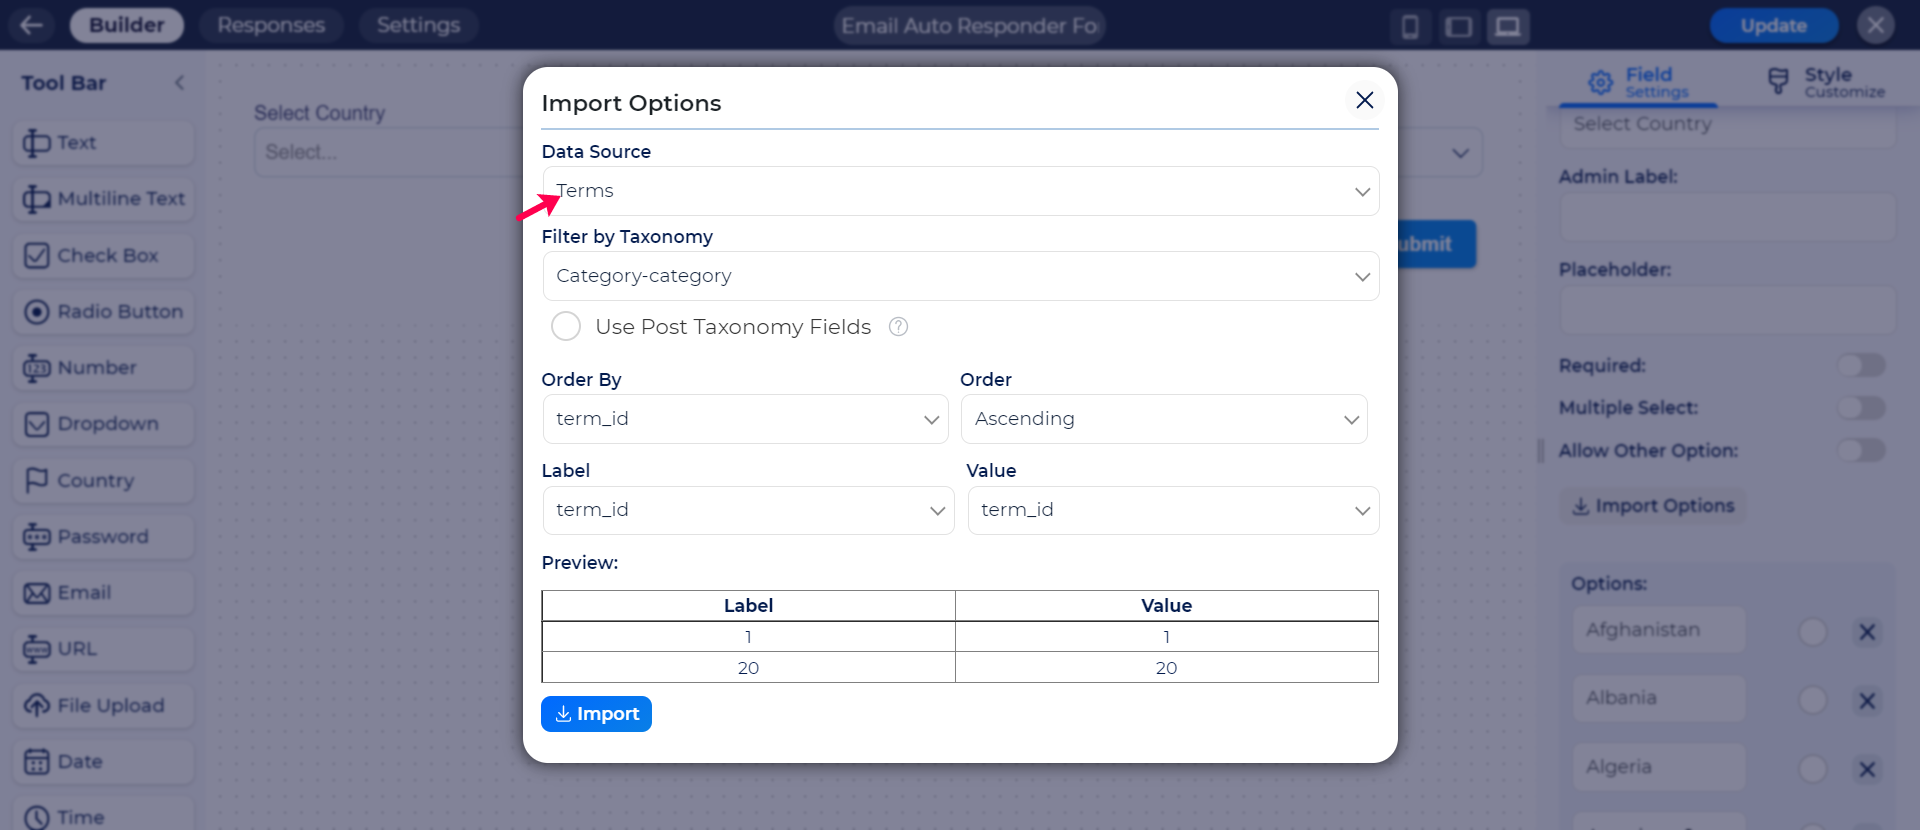 Builder
Responses
Settings
Email Auto Responder Fo
Update
Tool Bar
Text
Multiline Text
Check Box
Radio Button
Number
Dropdown
Country
Password
Email
URL
File Upload
Date
Time
Select Country
Select...
ubmit
Import Options
Data Source
Terms
Filter by Taxonomy
Category-category
Use Post Taxonomy Fields ?
Order By
Order
term_id
Ascending
Label
Value
term_id
term_id
Preview:
Label
Value
1
1
20
20
Import
Field
Settings
Style
Customize
Select Country
Admin Label:
Placeholder:
Required:
Multiple Select:
Allow Other Option:
Import Options
Options:
Afghanistan
Albania
Algeria